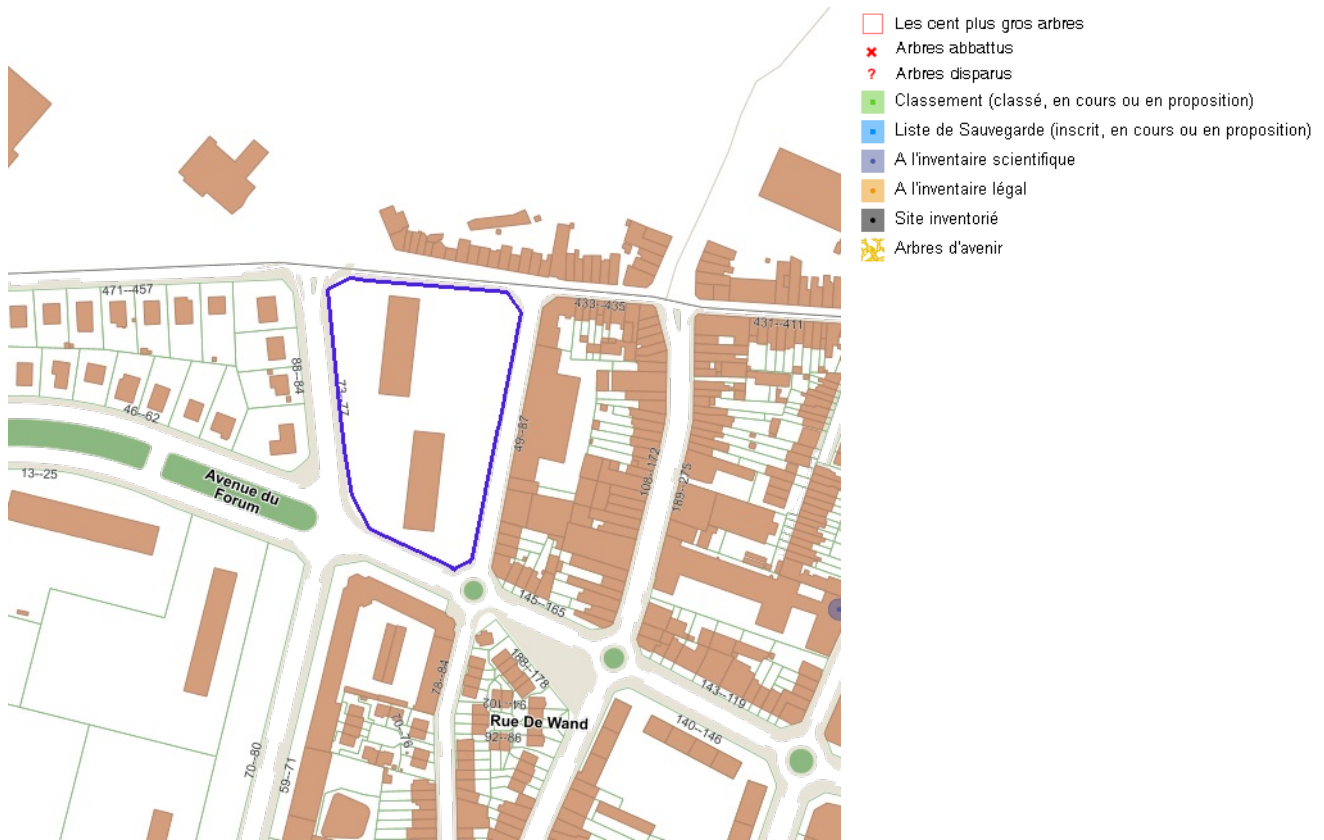 Les cent plus gros arbres
Arbres abbattus
Arbres disparus
Classement (classé, en cours ou en proposition)
Liste de Sauvegarde (inscrit, en cours ou en proposition)
A l'inventaire scientifique
A l'inventaire légal
Site inventorié
Arbres d'avenir
471--457
433--435
431--411
88--84
73--77
46--62
49--87
108--172
189--275
13--25
Avenue du
Forum
145--165
188--178
78--84
94--102
Rue De Wand
92--86
70--76
143--119
140--146
70--80
59--71